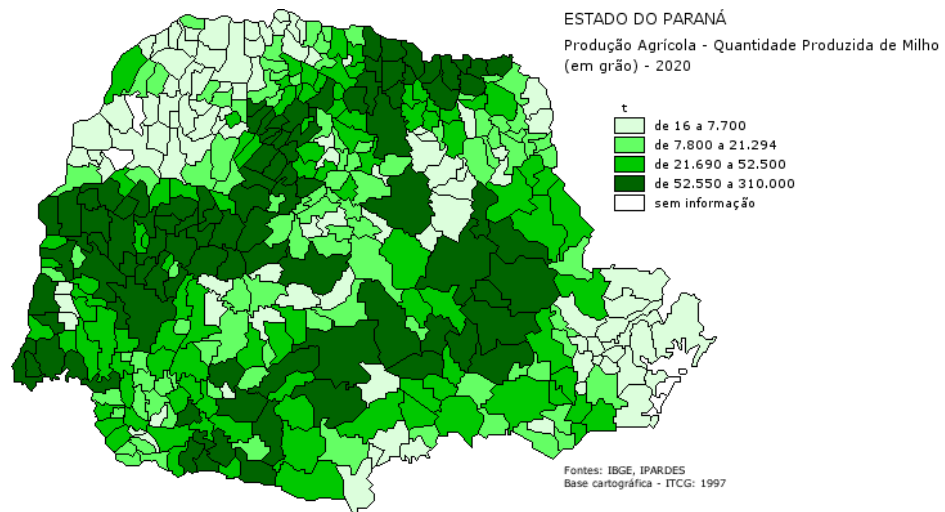 ESTADO DO PARANÁ
Produção Agrícola - Quantidade Produzida de Milho
(em grão) - 2020
t
de 16 a 7.700
de 7.800 a 21.294
de 21.690 a 52.500
de 52.550 a 310.000
sem informação
Fontes: IBGE, IPARDES
Base cartográfica - ITCG: 1997